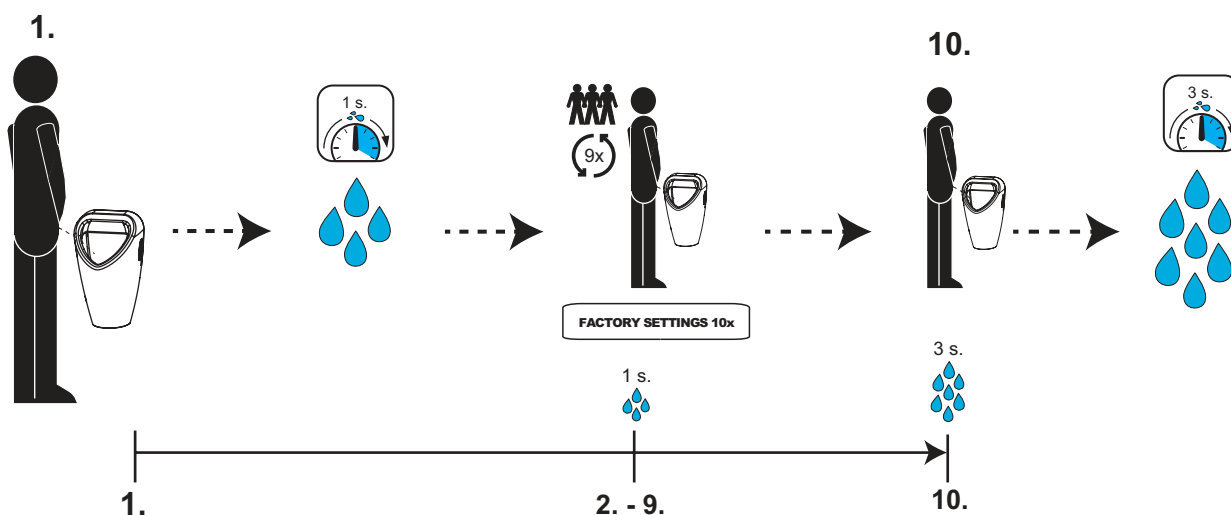 1.
10.
1 s.
9x
3 s.
FACTORY SETTINGS 10x
1 s.
3 s.
1.
2. - 9.
10.